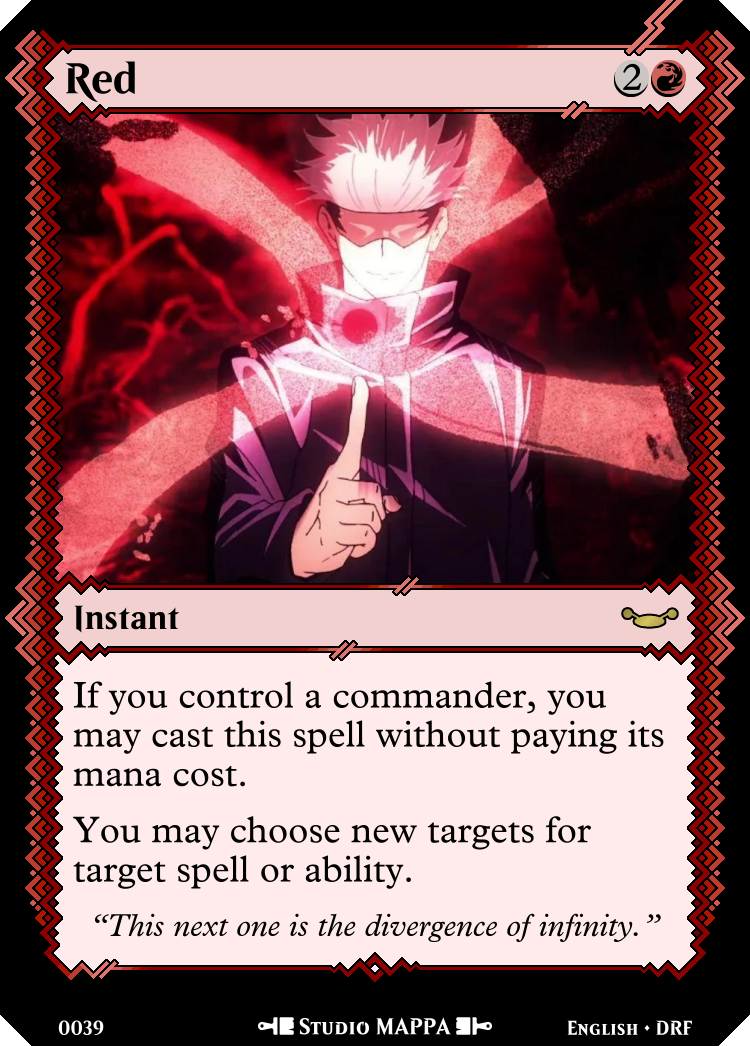 Red
2
Instant
If you control a commander, you
may cast this spell without paying its
mana cost.
You may choose new targets for
target spell or ability.
“This next one is the divergence of infinity.”
0039
Studio MAPPA
English • DRF